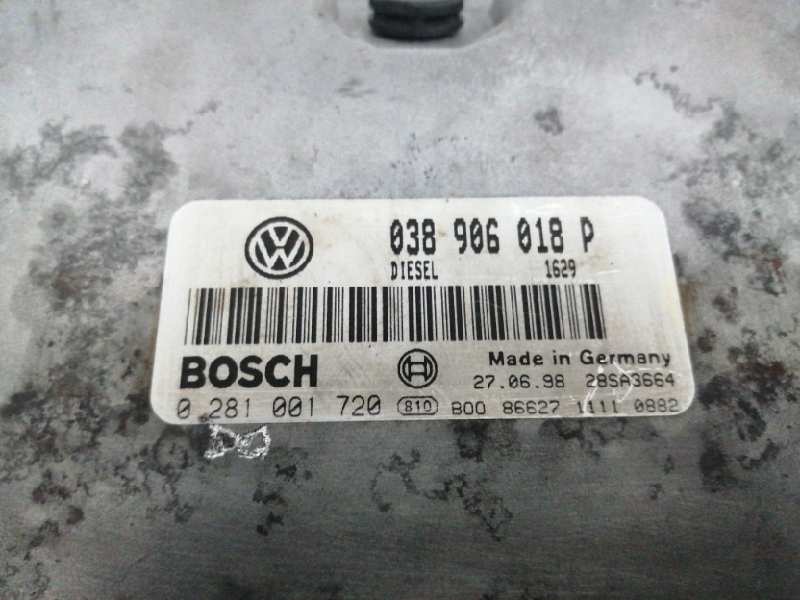 038 906 018 P
DIESEL 1629
BOSCH Made in Germany
27.06.98 28SA3664
0 281 001 720 810 B00 86627 1111 0882